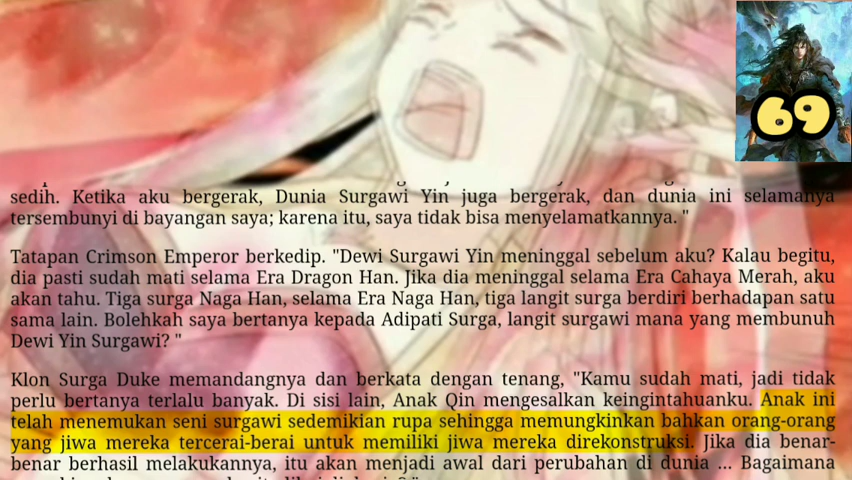 69
sedih. Ketika aku bergerak, Dunia Surgawi Yin juga bergerak, dan dunia ini selamanya
tersembunyi di bayangan saya; karena itu, saya tidak bisa menyelamatkannya. "
Tatapan Crimson Emperor berkedip. "Dewi Surgawi Yin meninggal sebelum aku? Kalau begitu,
dia pasti sudah mati selama Era Dragon Han. Jika dia meninggal selama Era Cahaya Merah, aku
akan tahu. Tiga surga Naga Han, selama Era Naga Han, tiga langit surga berdiri berhadapan satu
sama lain. Bolehkah saya bertanya kepada Adipati Surga, langit surgawi mana yang membunuh
Dewi Yin Surgawi? "
Klon Surga Duke memandangnya dan berkata dengan tenang, "Kamu sudah mati, jadi tidak
perlu bertanya terlalu banyak. Di sisi lain, Anak Qin mengesalkan keingintahuanku. Anak ini
telah menemukan seni surgawi sedemikian rupa sehingga memungkinkan bahkan orang-orang
yang jiwa mereka tercerai-berai untuk memiliki jiwa mereka direkonstruksi. Jika dia benar-
benar berhasil melakukannya, itu akan menjadi awal dari perubahan di dunia ... Bagaimana